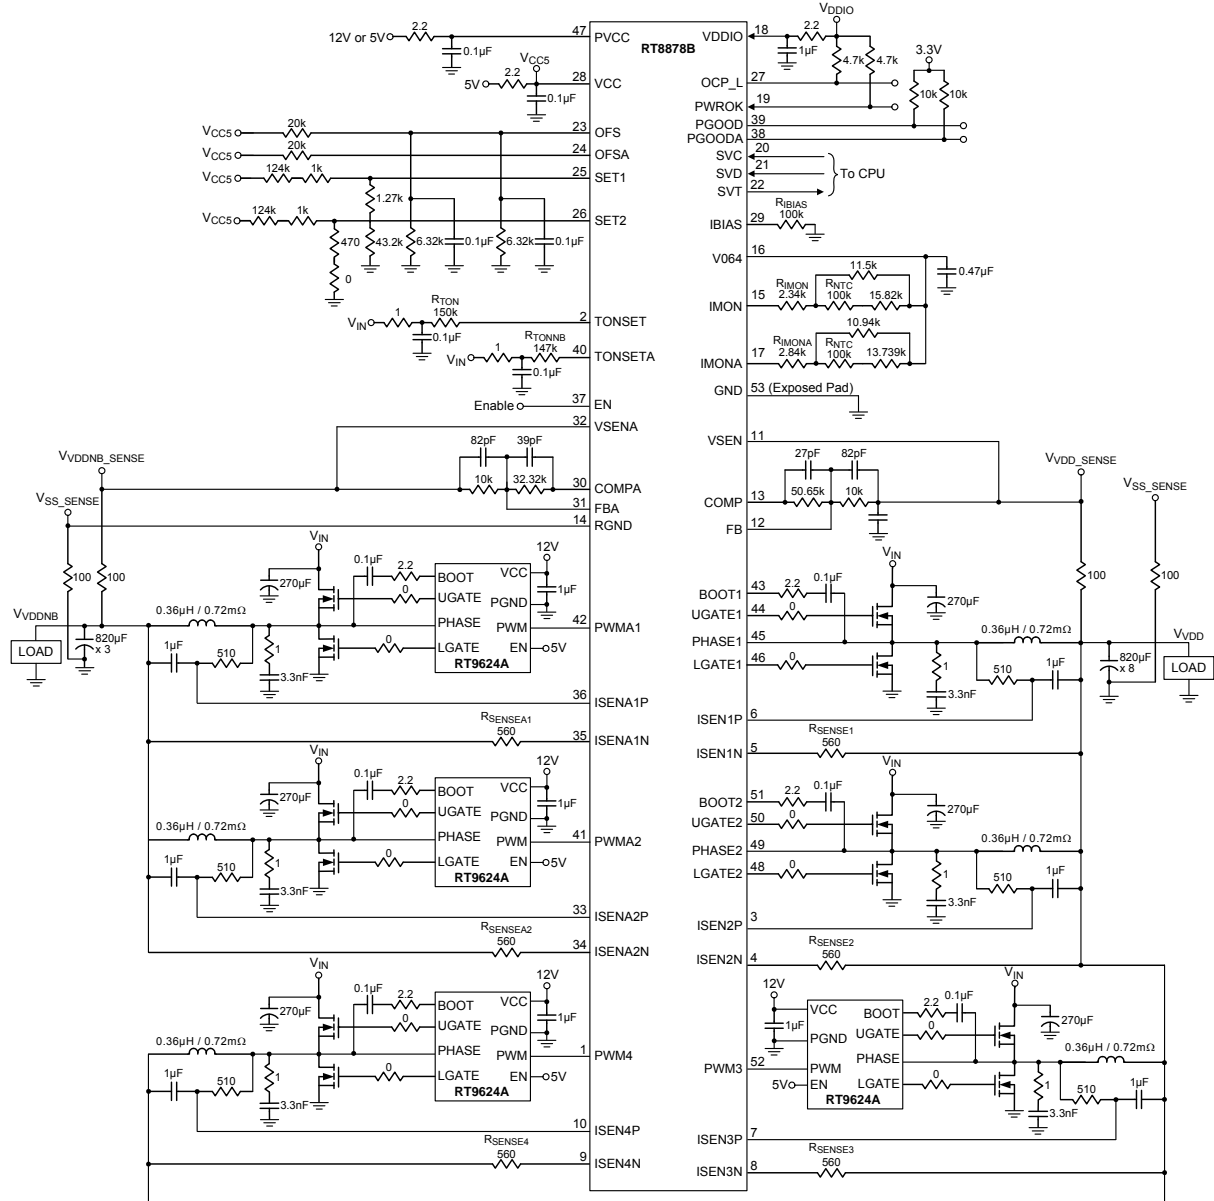 RT8878B
12V or 5V 2.2 0.1µF 47 PVCC
5V 2.2 VCC5 0.1µF 28 VCC
VCC5 20k 23 OFS
VCC5 20k 24 OFSA
VCC5 124k 1k 25 SET1
1.27k
VCC5 124k 1k 26 SET2
470 43.2k 6.32k 0.1µF 6.32k 0.1µF
0
VIN 1 RTON 150k 0.1µF 2 TONSET
VIN 1 RTONNB 147k 0.1µF 40 TONSETA
Enable 37 EN
32 VSENA
82pF 39pF
10k 32.32k 30 COMPA
31 FBA
14 RGND
VVDDNB_SENSE
VSS_SENSE
100 100
VVDDNB
LOAD
820µF x 3
VIN 270µF 0.1µF 2.2 BOOT VCC 12V 1µF
0 UGATE PGND
0.36µH / 0.72mΩ PHASE PWM 42 PWMA1
1µF 510 1 3.3nF 0 LGATE EN 5V
RT9624A
36 ISENA1P
RSENSEA1 560 35 ISENA1N
VIN 270µF 0.1µF 2.2 BOOT VCC 12V 1µF
0 UGATE PGND
0.36µH / 0.72mΩ PHASE PWM 41 PWMA2
1µF 510 1 3.3nF 0 LGATE EN 5V
RT9624A
33 ISENA2P
RSENSEA2 560 34 ISENA2N
VIN 270µF 0.1µF 2.2 BOOT VCC 12V 1µF
0 UGATE PGND
0.36µH / 0.72mΩ PHASE PWM 1 PWM4
1µF 510 1 3.3nF 0 LGATE EN 5V
RT9624A
10 ISEN4P
RSENSE4 560 9 ISEN4N
VDDIO 18 1µF 2.2 VDDIO
4.7k 4.7k 3.3V
OCP_L 27 10k 10k
PWROK 19
PGOOD 39
PGOODA 38
SVC 20
SVD 21 To CPU
SVT 22
IBIAS 29 RIBIAS 100k
V064 16 0.47µF
11.5k
IMON 15 RIMON 2.34k RNTC 100k 15.82k
10.94k
IMONA 17 RIMONA 2.84k RNTC 100k 13.739k
GND 53 (Exposed Pad)
VSEN 11
27pF 82pF
COMP 13 50.65k 10k
FB 12
VVDD_SENSE
VSS_SENSE
100 100
VIN 270µF
BOOT1 43 2.2 0.1µF
UGATE1 44 0
PHASE1 45 0.36µH / 0.72mΩ
LGATE1 46 0 1 3.3nF 510 1µF
VVDD
820µF x 8
LOAD
ISEN1P 6
ISEN1N 5 RSENSE1 560
VIN 270µF
BOOT2 51 2.2 0.1µF
UGATE2 50 0
PHASE2 49 0.36µH / 0.72mΩ
LGATE2 48 0 1 3.3nF 510 1µF
ISEN2P 3
ISEN2N 4 RSENSE2 560
12V 1µF VCC BOOT 2.2 0.1µF VIN 270µF
PGND UGATE 0
PWM3 52 PWM PHASE 0.36µH / 0.72mΩ
5V EN LGATE 0 1 3.3nF 510 1µF
RT9624A
ISEN3P 7
ISEN3N 8 RSENSE3 560